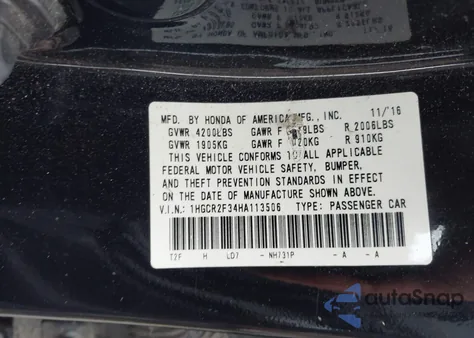 MFD. BY HONDA OF AMERICA MFG., INC. 11/16
GVWR 4200LBS GAWR F R 2006LBS
GVWR 1905KG GAWR F R 910KG
THIS VEHICLE CONFORMS TO ALL APPLICABLE
FEDERAL MOTOR VEHICLE SAFETY, BUMPER,
AND THEFT PREVENTION STANDARDS IN EFFECT
ON THE DATE OF MANUFACTURE SHOWN ABOVE.
V.I.N: 1HGCR2F34HA113506 TYPE: PASSENGER CAR
T2F H LD7 - NH731P - A - A
autoSnap